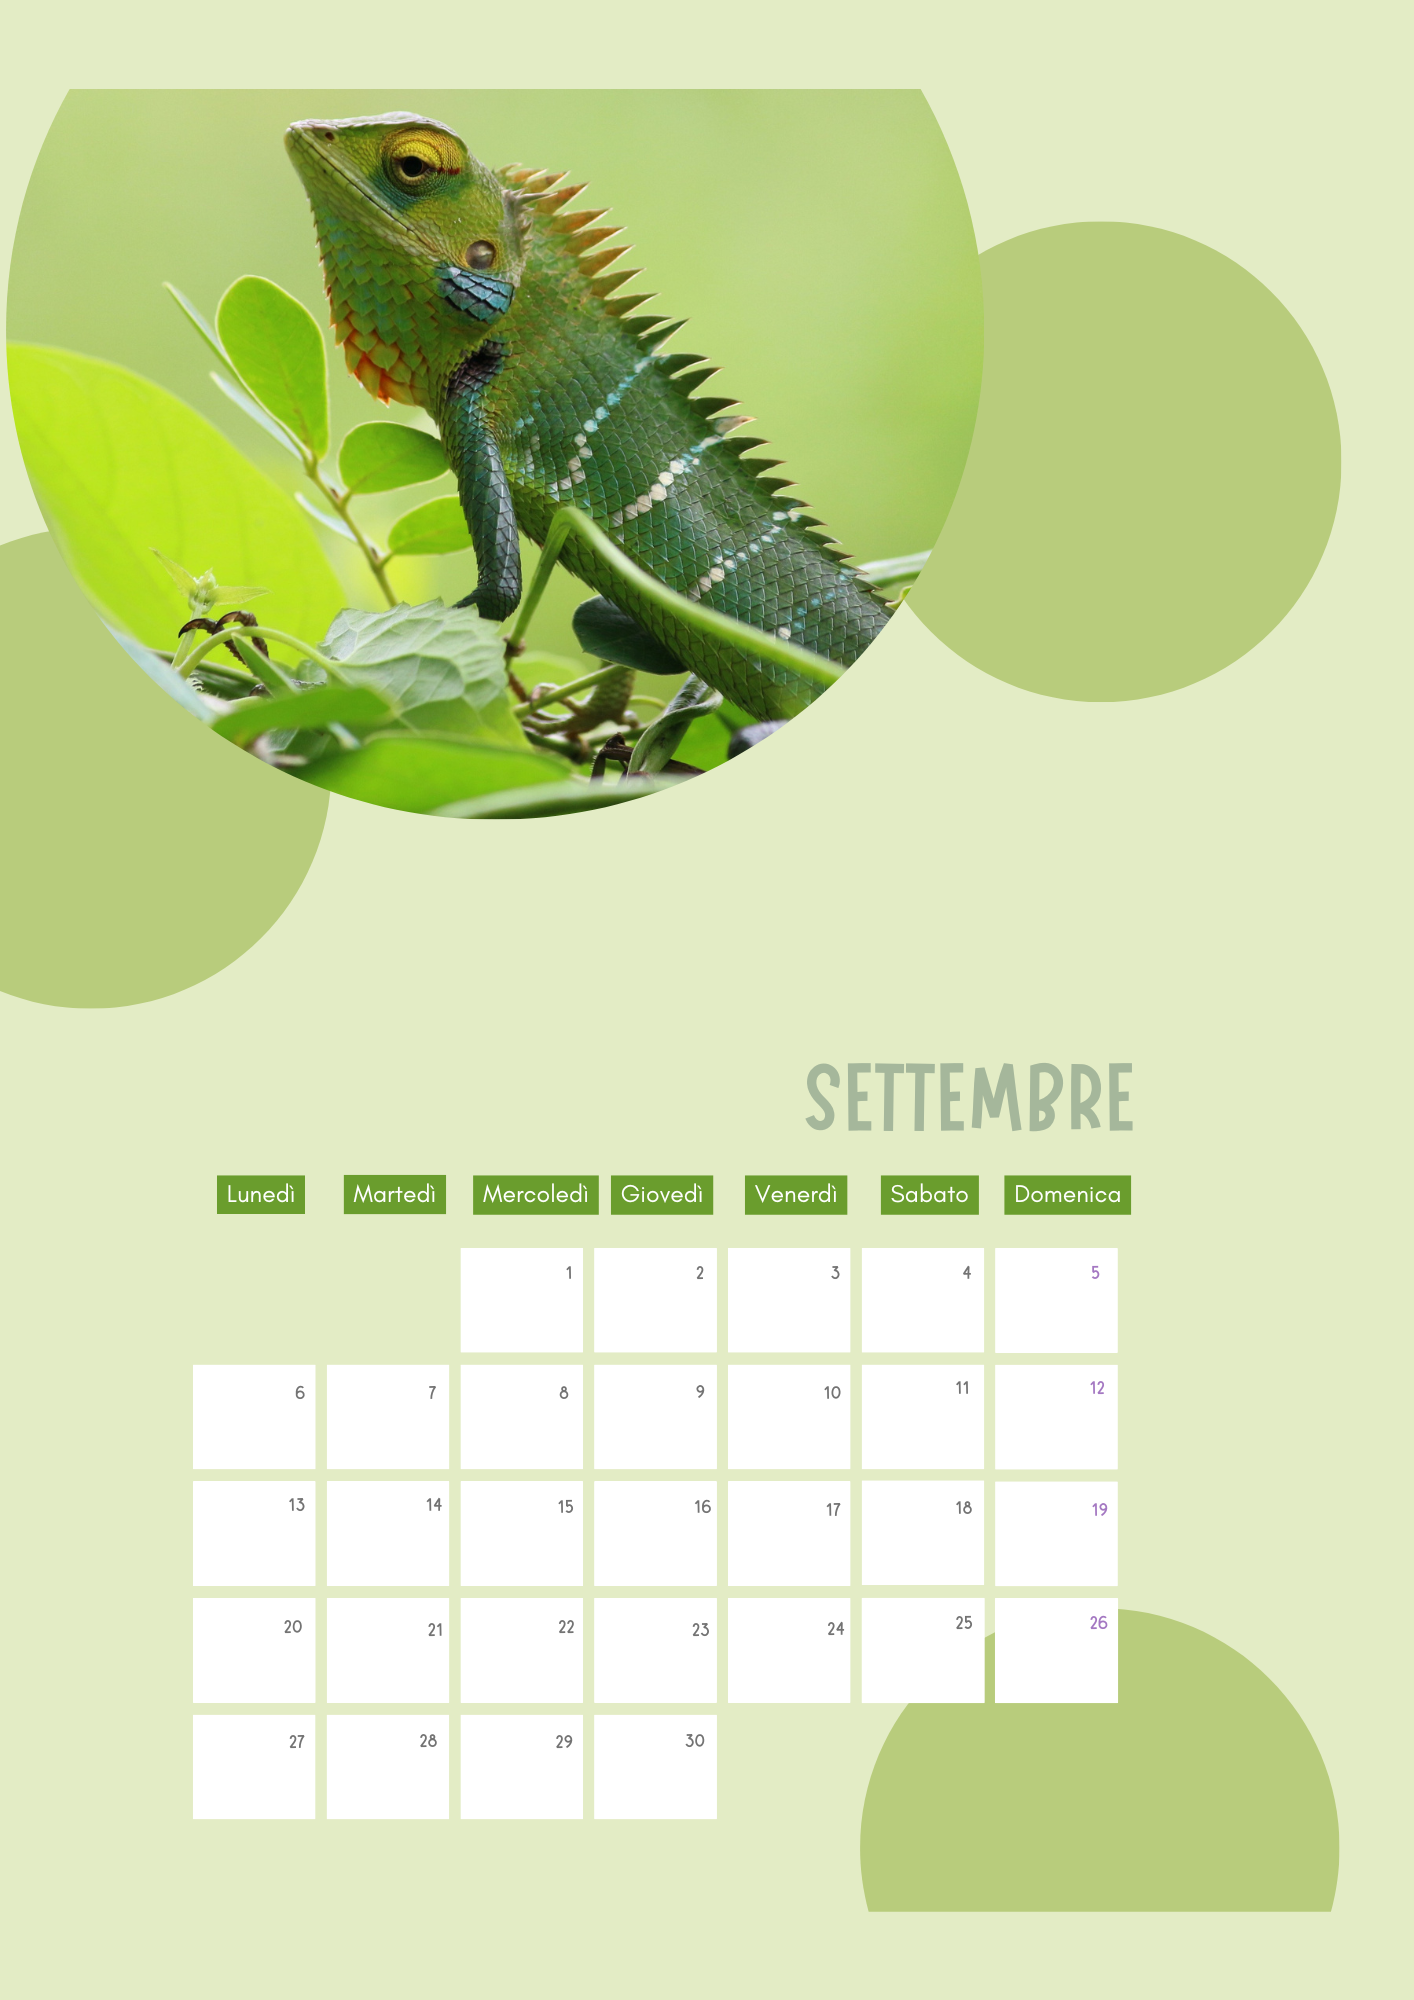 SETTEMBRE
Lunedì Martedì Mercoledì Giovedì Venerdì Sabato Domenica
1 2 3 4 5
6 7 8 9 10 11 12
13 14 15 16 17 18 19
20 21 22 23 24 25 26
27 28 29 30